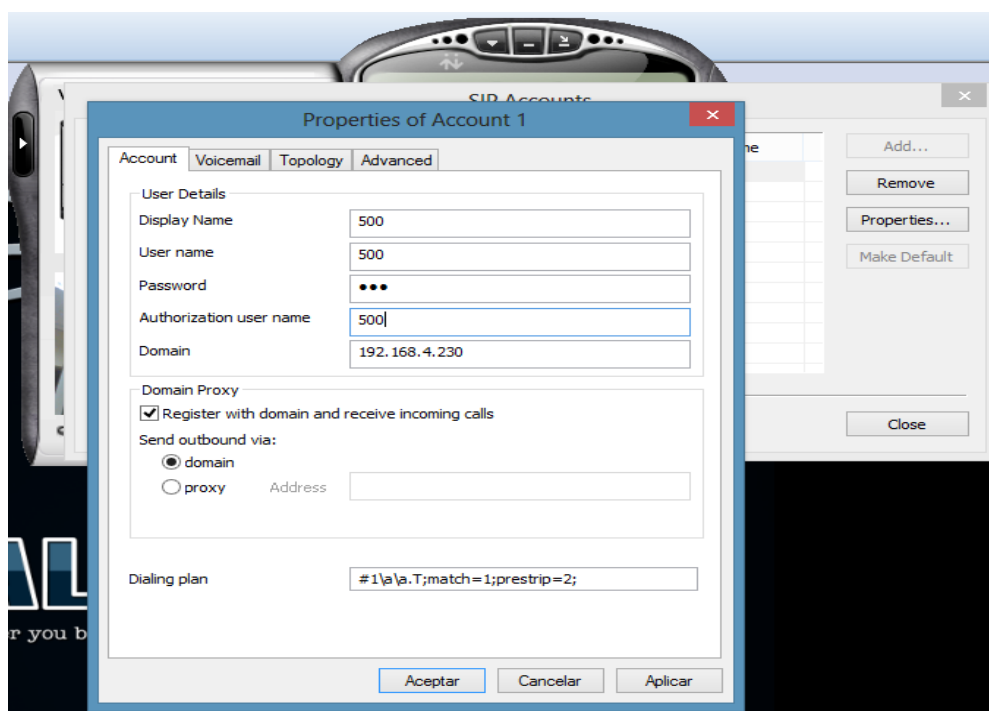 SIP Accounts
Properties of Account 1
Account Voicemail Topology Advanced
User Details
Display Name 500
User name 500
Password •••
Authorization user name 500
Domain 192.168.4.230
Domain Proxy
Register with domain and receive incoming calls
Send outbound via:
domain
proxy Address
Dialing plan #1\a\a.T;match=1;prestrip=2;
Aceptar Cancelar Aplicar
Add...
Remove
Properties...
Make Default
Close
er you b